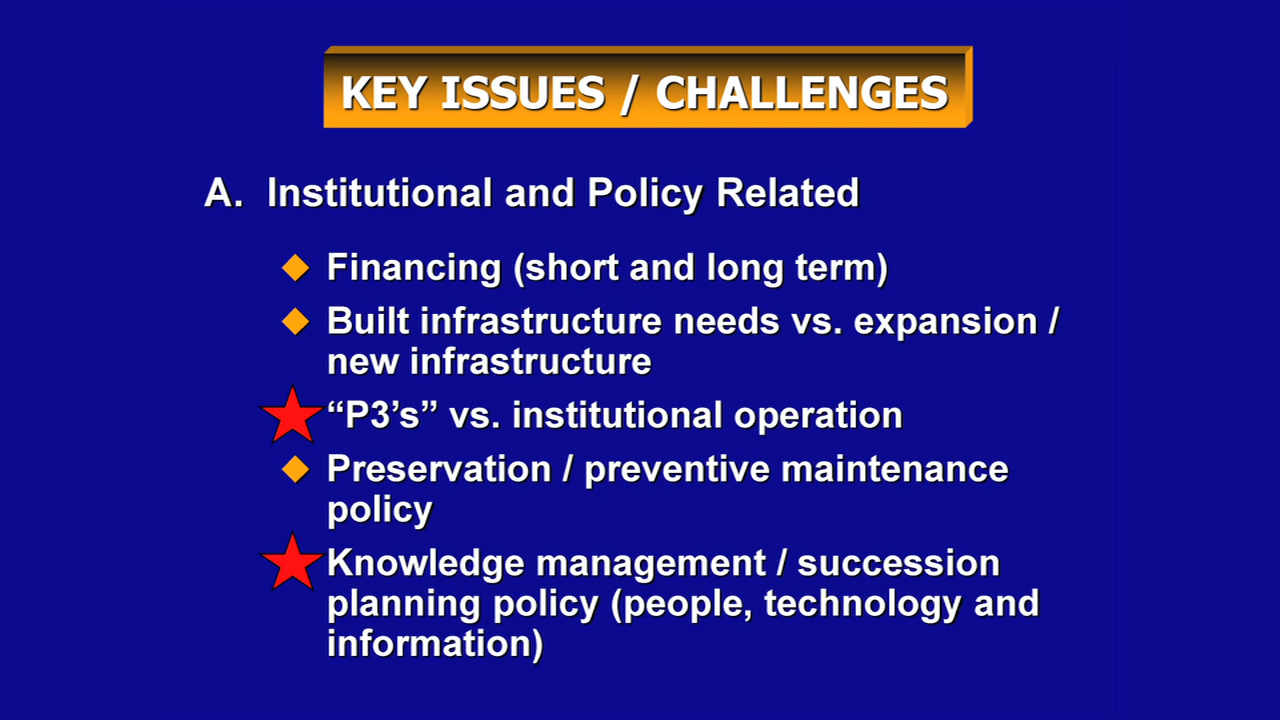 KEY ISSUES / CHALLENGES
A. Institutional and Policy Related
Financing (short and long term)
Built infrastructure needs vs. expansion /
new infrastructure
“P3’s” vs. institutional operation
Preservation / preventive maintenance
policy
Knowledge management / succession
planning policy (people, technology and
information)